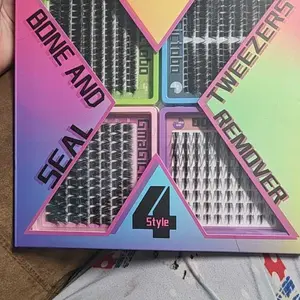 BONE AND
SEAL
TWEEZERS
REMOVER
4
Style